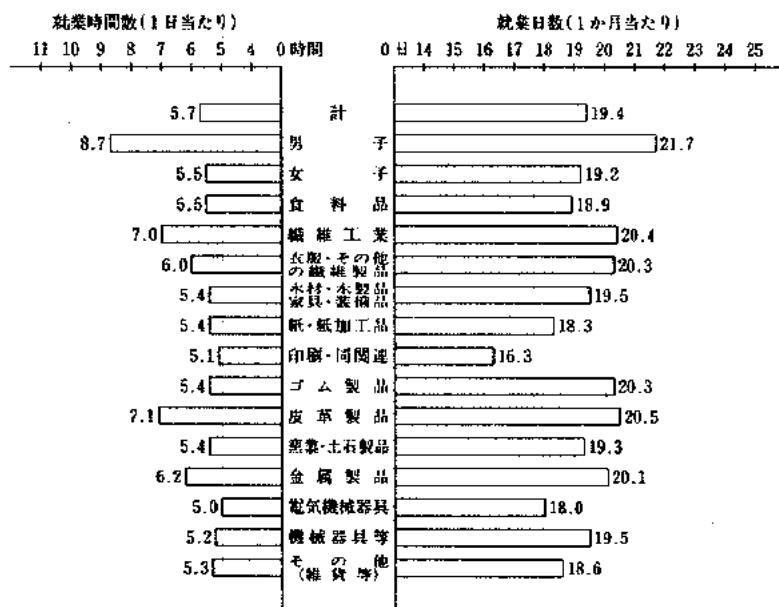 就業時間数(1日当たり) 就業日数(1か月当たり)
11 10 9 8 7 6 5 4 0 時間 0 日 14 15 16 17 18 19 20 21 22 23 24 25
5.7 計 19.4
8.7 男子 21.7
5.5 女子 19.2
5.5 食料品 18.9
7.0 繊維工業 20.4
6.0 衣服・その他の繊維製品 20.3
5.4 木材・木製品家具・装備品 19.5
5.4 紙・紙加工品 18.3
5.1 印刷・同関連 16.3
5.4 ゴム製品 20.3
7.1 皮革製品 20.5
5.4 窯業・土石製品 19.3
6.2 金属製品 20.1
5.0 電気機械器具 18.0
5.2 機械器具等 19.5
5.3 その他(雑貨等) 18.6